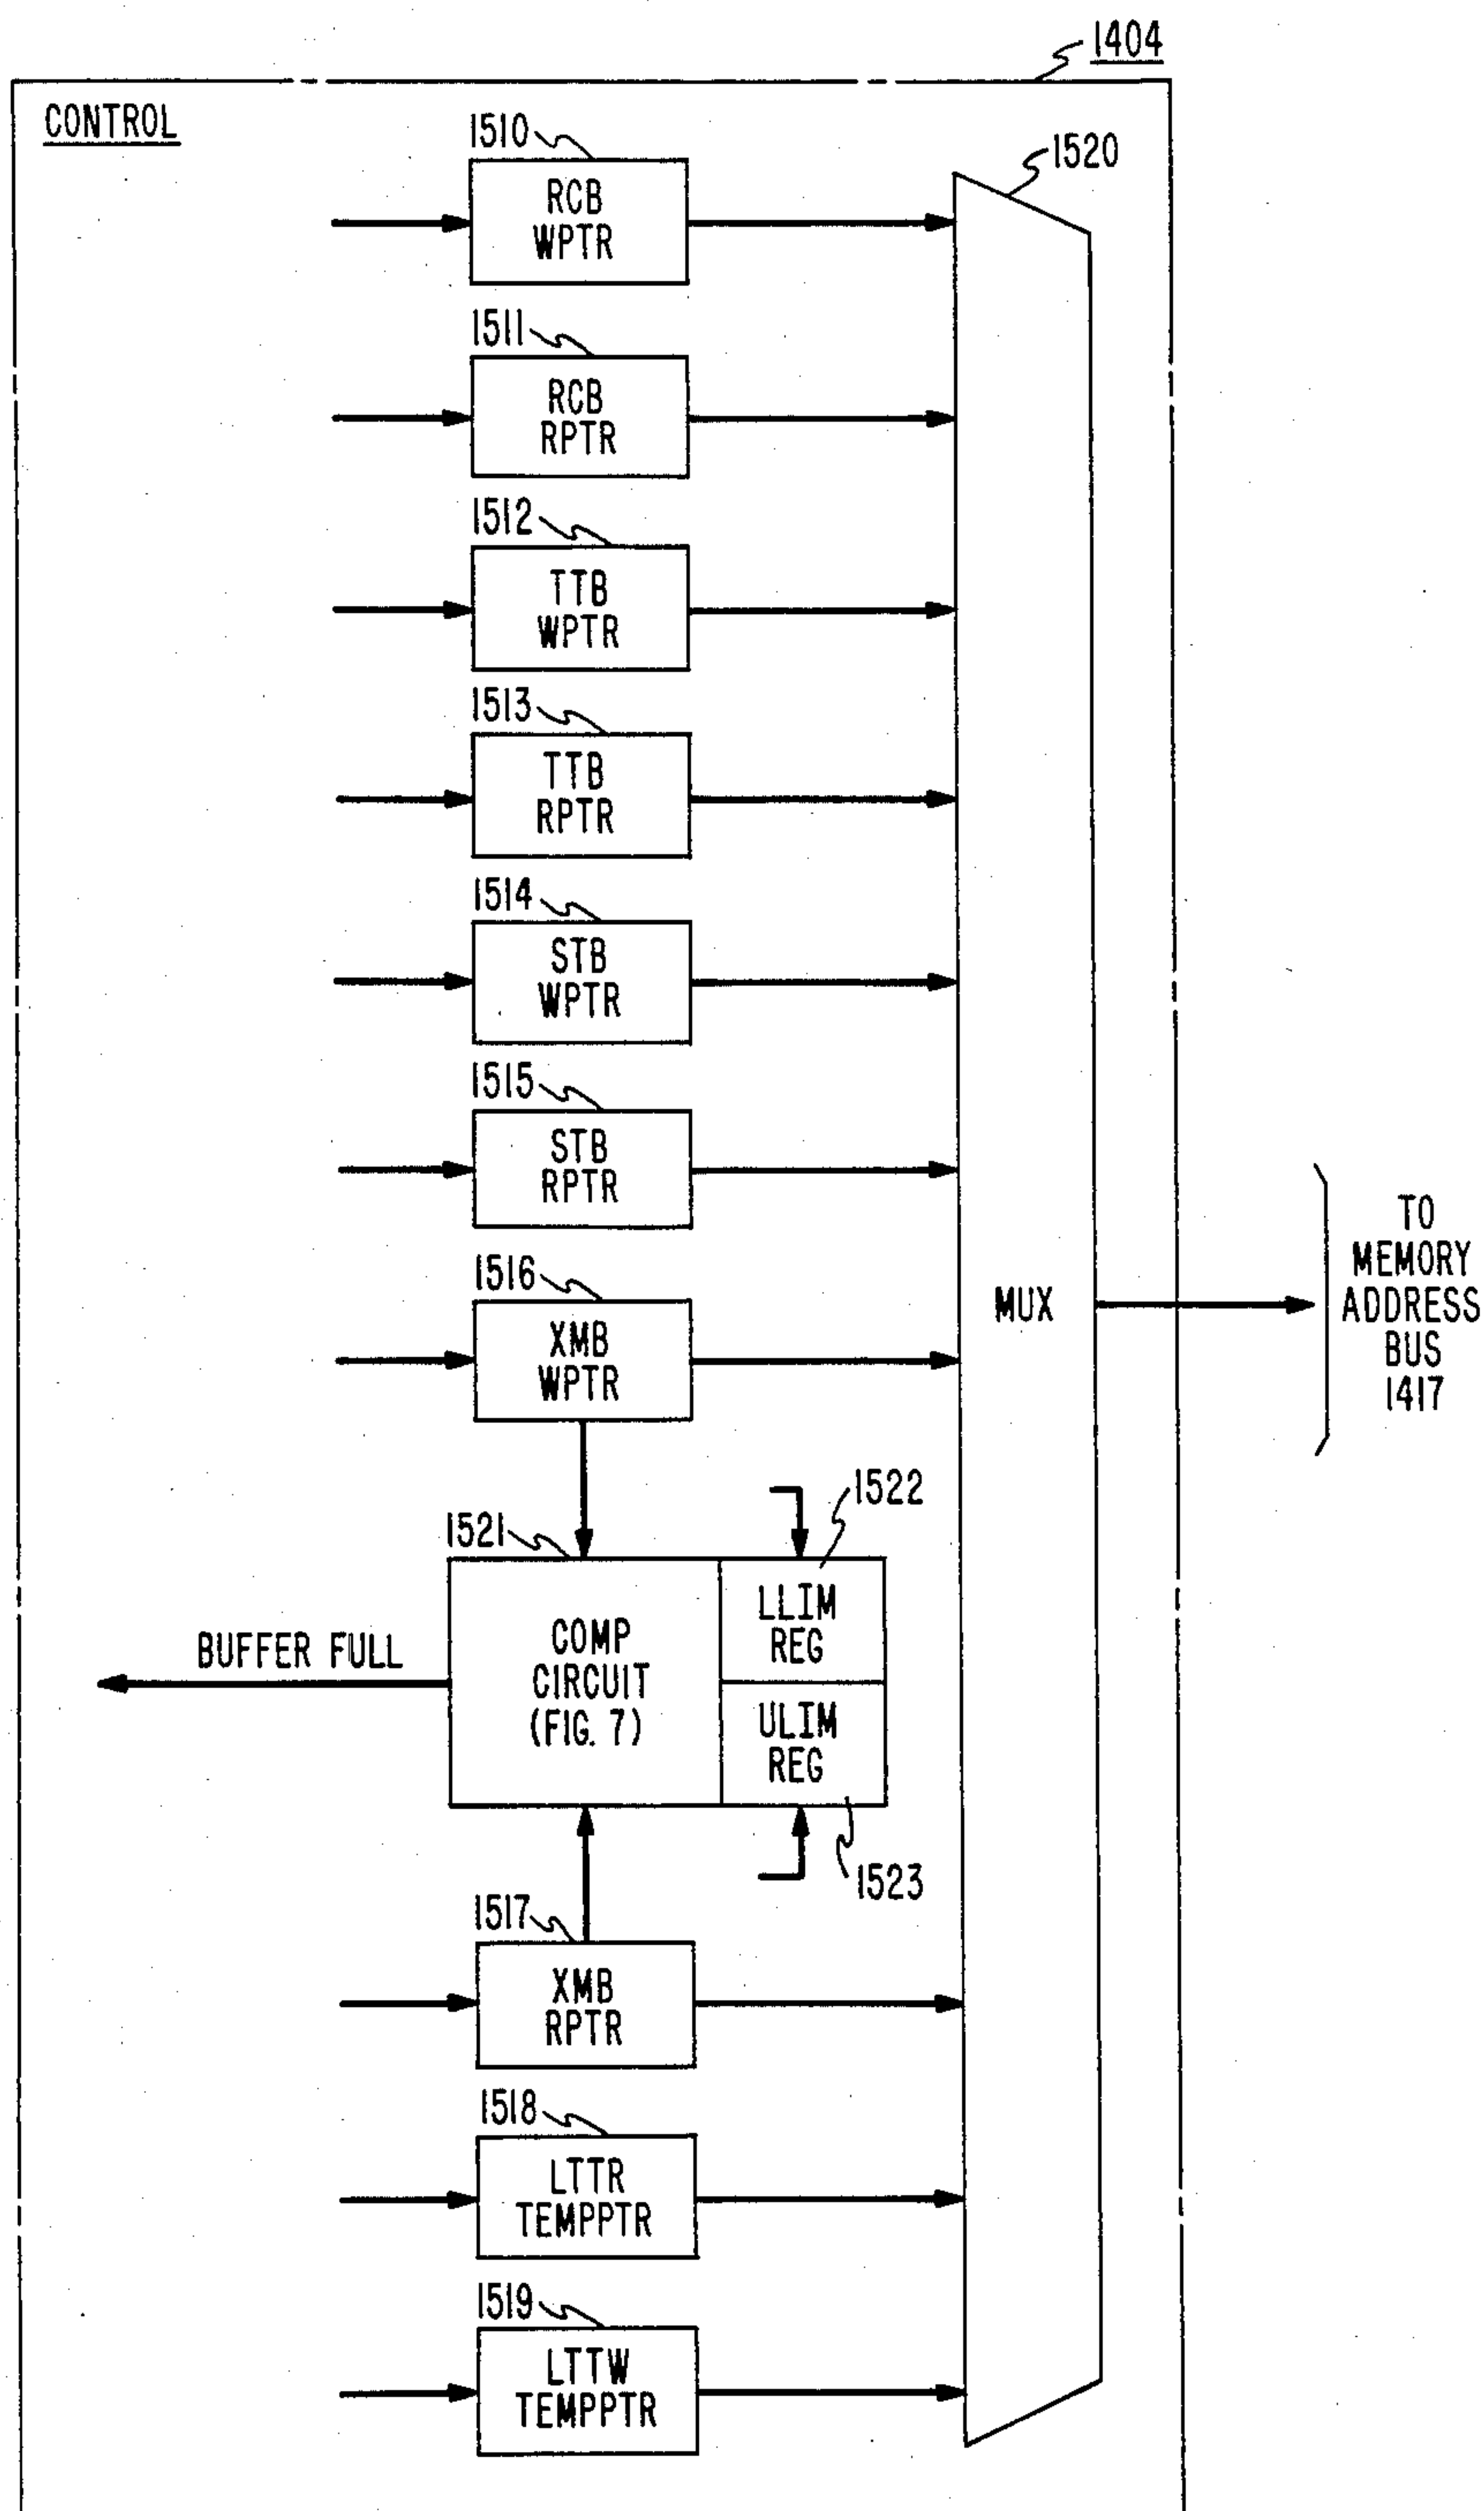 1404
CONTROL
1510
RCB
WPTR
1520
1511
RCB
RPTR
1512
TTB
WPTR
1513
TTB
RPTR
1514
STB
WPTR
1515
STB
RPTR
1516
XMB
WPTR
MUX
TO
MEMORY
ADDRESS
BUS
1417
1521
1522
COMP
CIRCUIT
(FIG. 7)
LLIM
REG
ULIM
REG
BUFFER FULL
1523
1517
XMB
RPTR
1518
LTTR
TEMPPTR
1519
LTTW
TEMPPTR